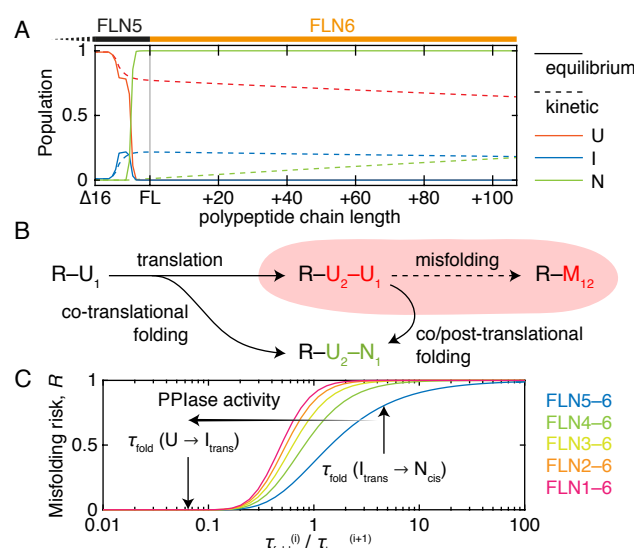 A
FLN5 FLN6
Population
1
0.5
0
Δ16 FL +20 +40 +60 +80 +100
polypeptide chain length
equilibrium
kinetic
U
I
N
B
R–U1 translation R–U2–U1 misfolding R–M12
co-translational
folding
co/post-translational
folding
R–U2–N1
C
Misfolding risk, R
1
0.5
0
PPIase activity
τfold (U → Itrans)
τfold (Itrans → Ncis)
FLN5–6
FLN4–6
FLN3–6
FLN2–6
FLN1–6
0.01 0.1 1 10 100
(i) / τ (i+1)